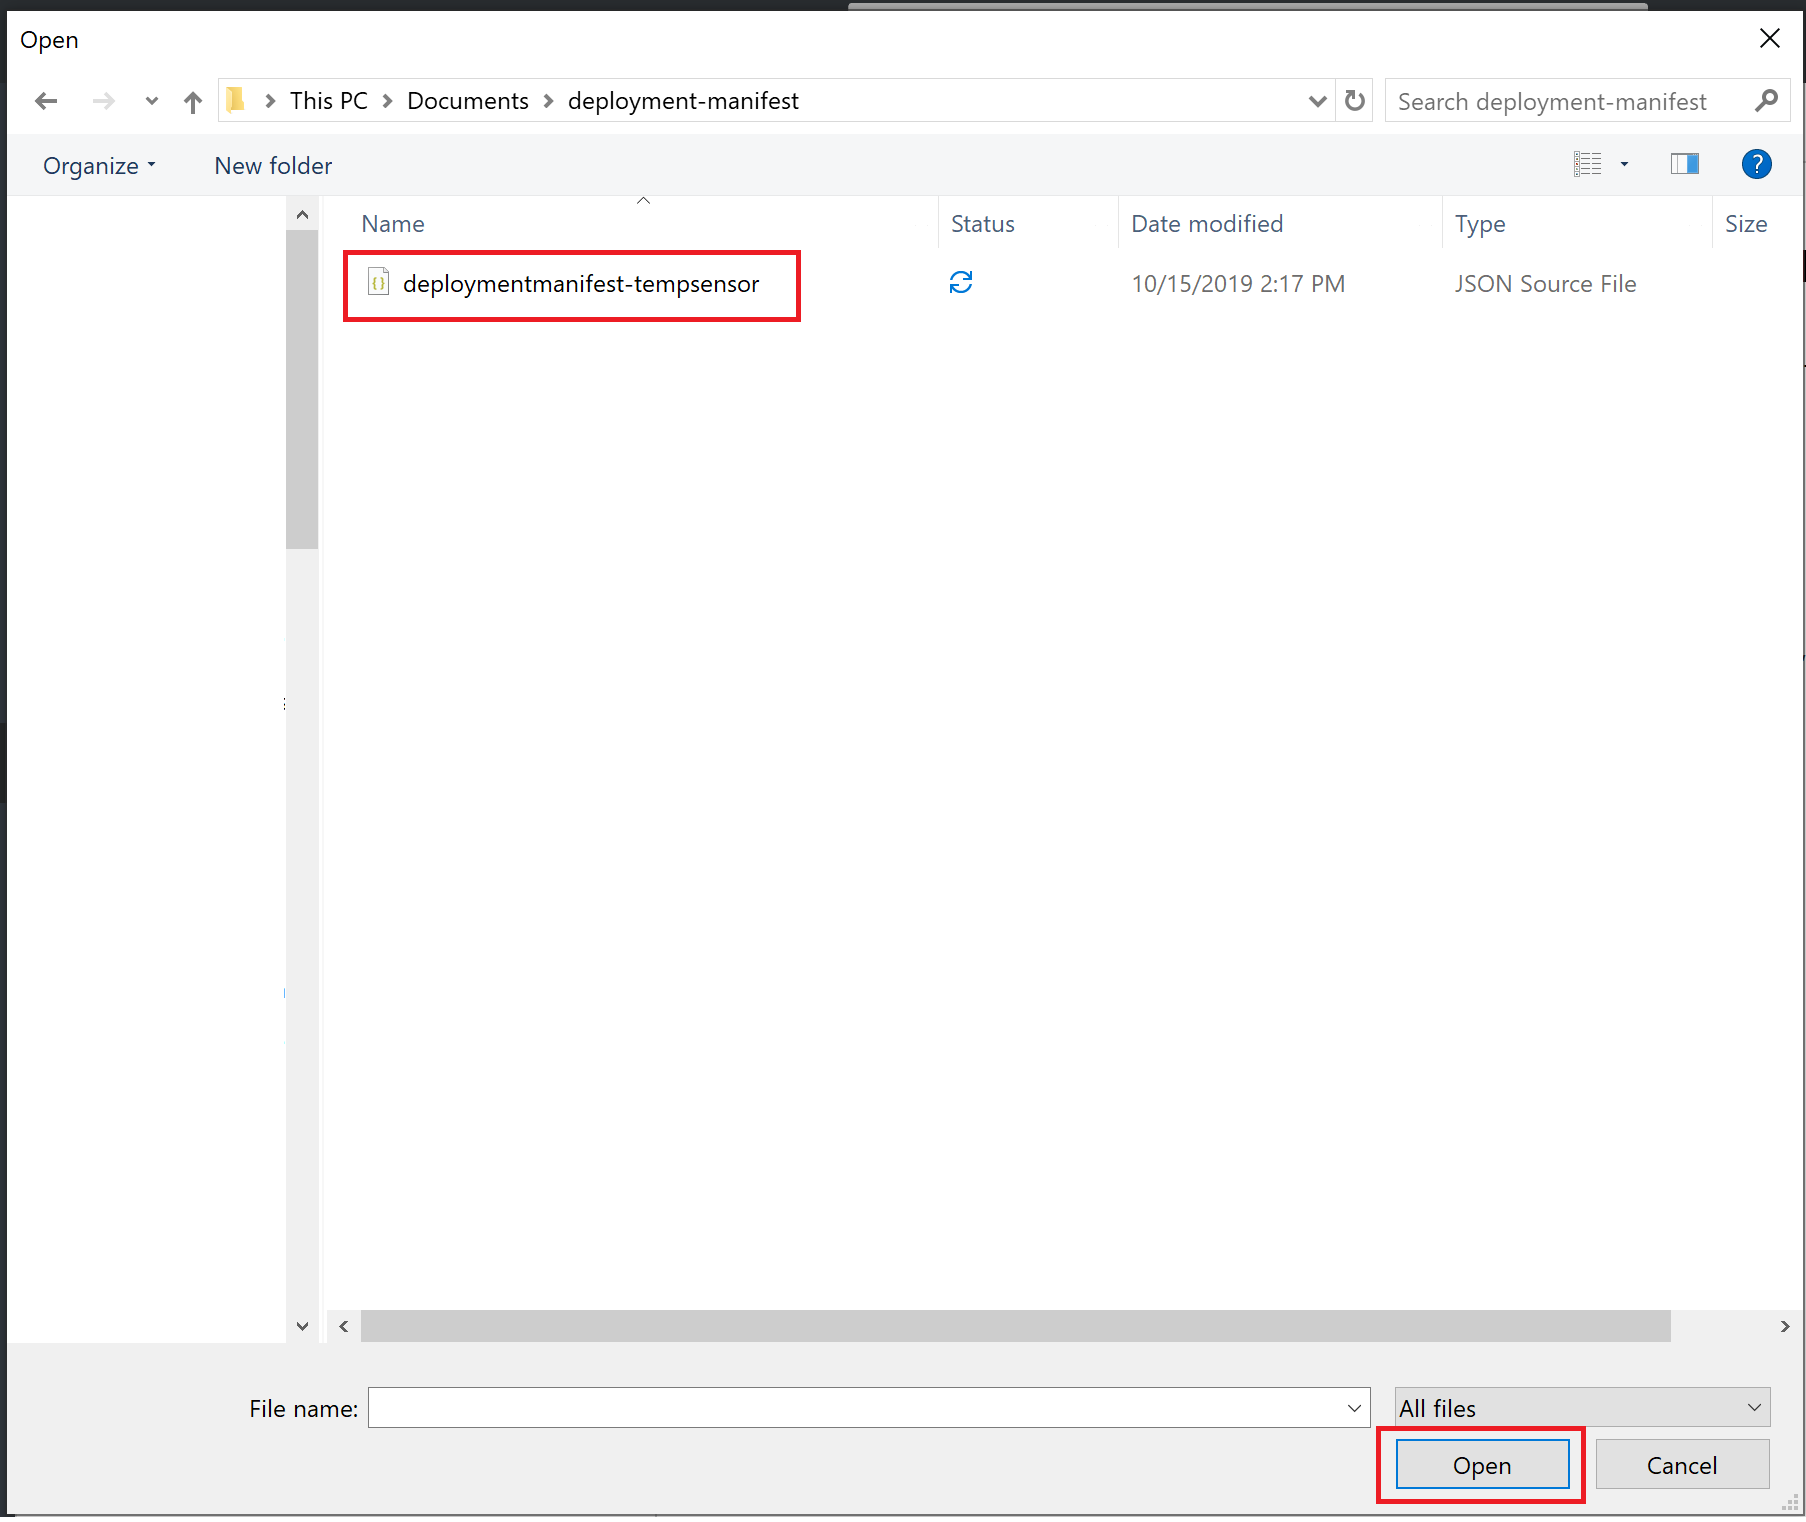 Open
This PC Documents deployment-manifest
Search deployment-manifest
Organize New folder
?
Name Status Date modified Type Size
deploymentmanifest-tempsensor 10/15/2019 2:17 PM JSON Source File
File name: All files
Open Cancel